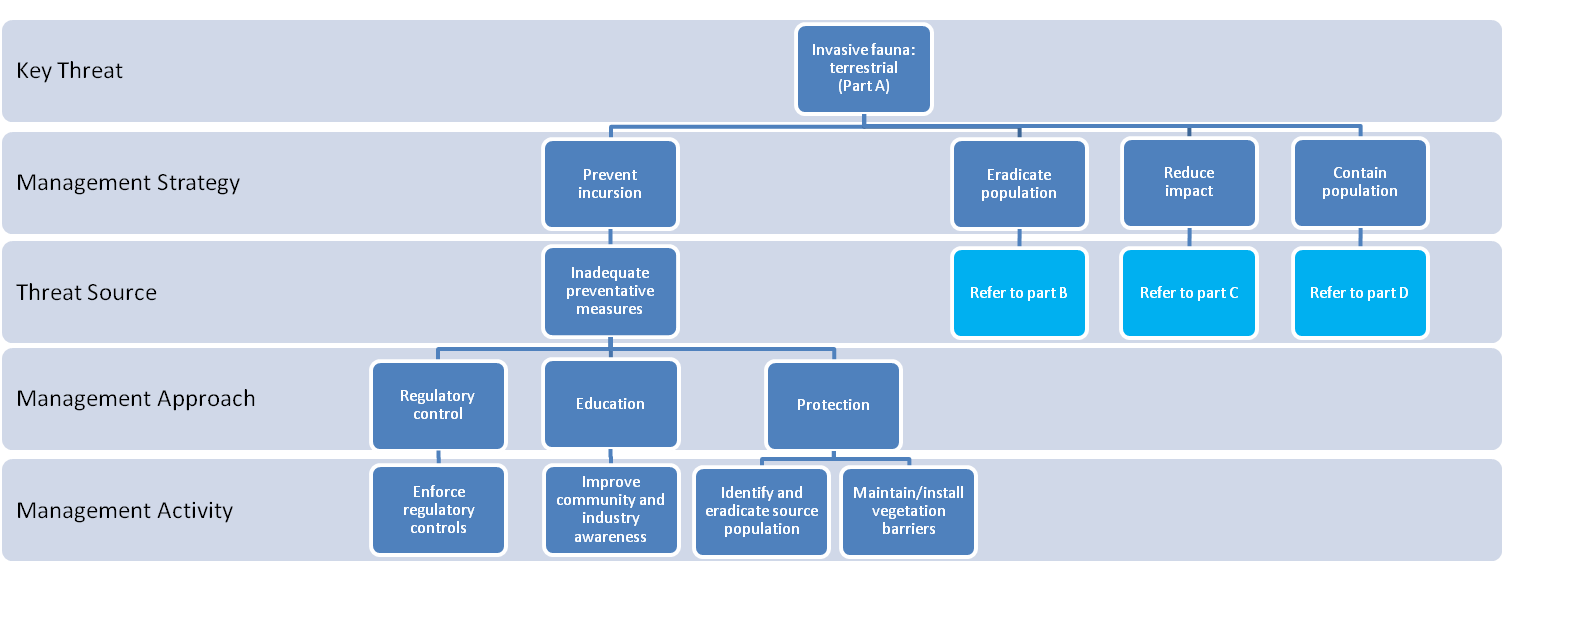 Key Threat
Invasive fauna:
terrestrial
(Part A)
Management Strategy
Prevent
incursion
Eradicate
population
Reduce
impact
Contain
population
Threat Source
Inadequate
preventative
measures
Refer to part B
Refer to part C
Refer to part D
Management Approach
Regulatory
control
Education
Protection
Management Activity
Enforce
regulatory
controls
Improve
community and
industry
awareness
Identify and
eradicate source
population
Maintain/install
vegetation
barriers